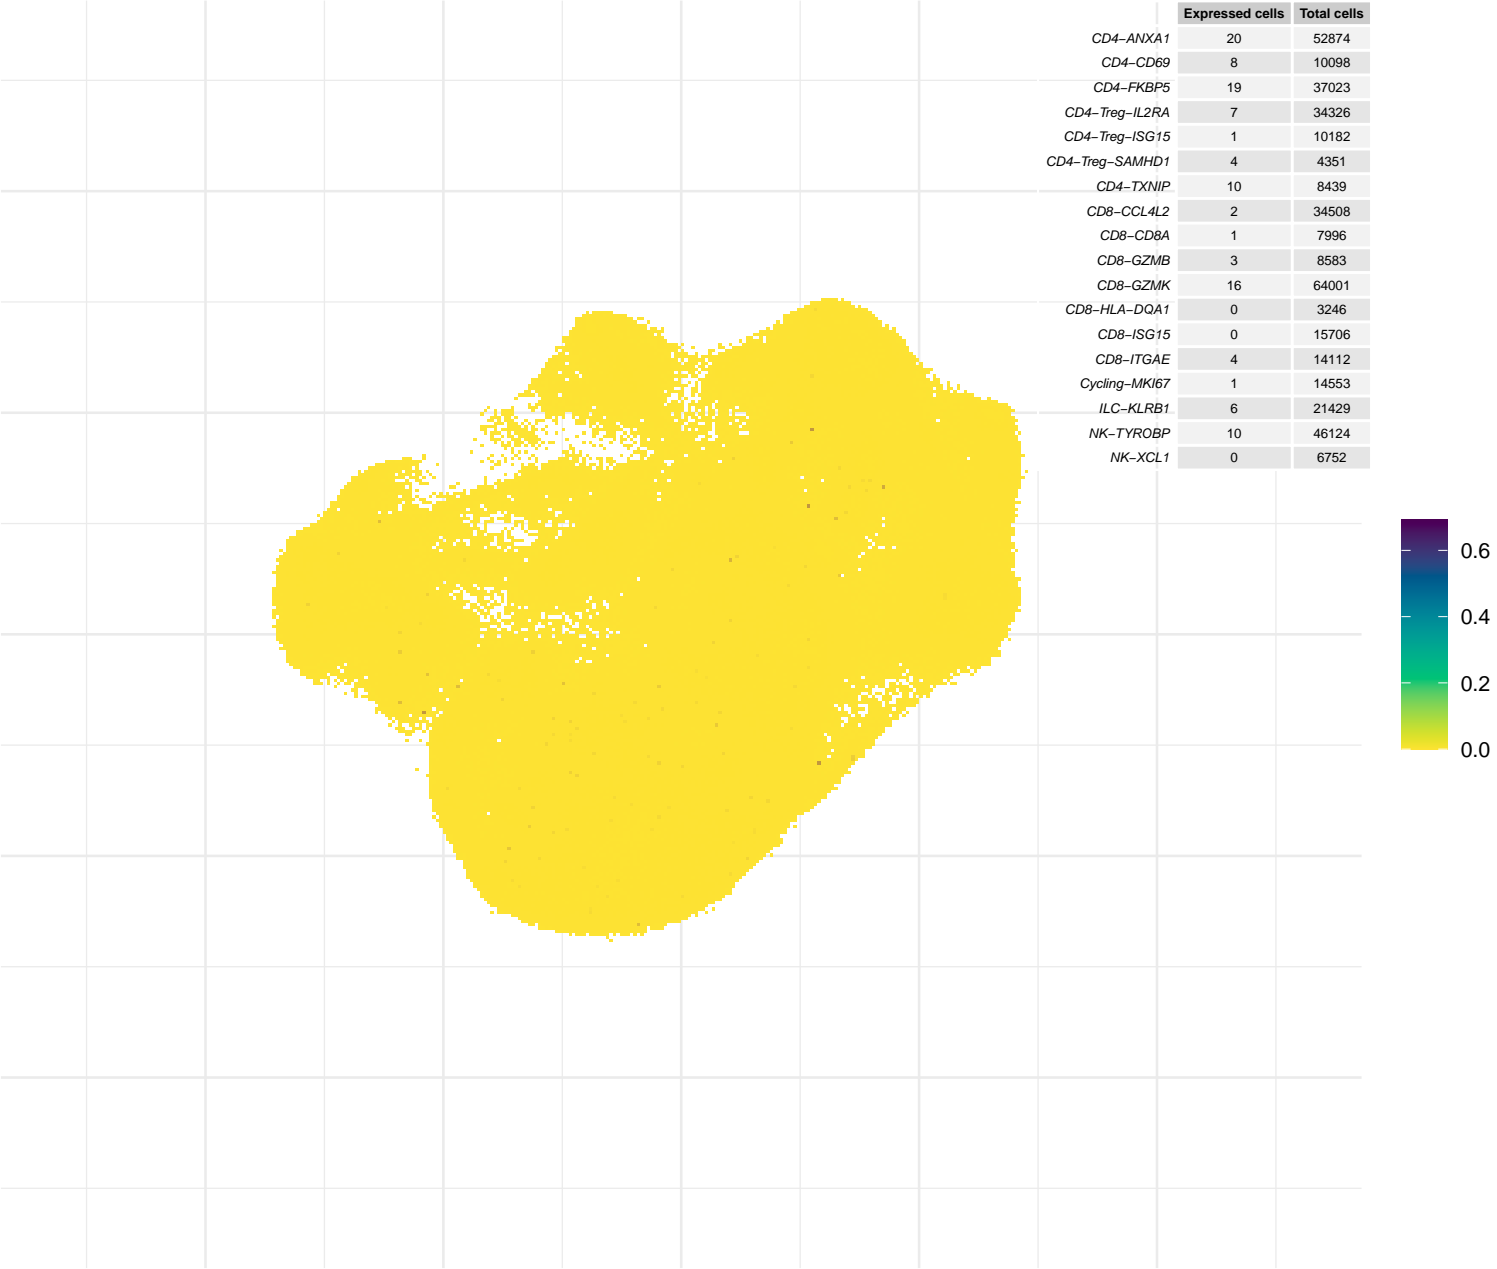 Expressed cells Total cells
CD4−ANXA1 20 52874
CD4−CD69 8 10098
CD4−FKBP5 19 37023
CD4−Treg−IL2RA 7 34326
CD4−Treg−ISG15 1 10182
CD4−Treg−SAMHD1 4 4351
CD4−TXNIP 10 8439
CD8−CCL4L2 2 34508
CD8−CD8A 1 7996
CD8−GZMB 3 8583
CD8−GZMK 16 64001
CD8−HLA−DQA1 0 3246
CD8−ISG15 0 15706
CD8−ITGAE 4 14112
Cycling−MKI67 1 14553
ILC−KLRB1 6 21429
NK−TYROBP 10 46124
NK−XCL1 0 6752
0.6
0.4
0.2
0.0